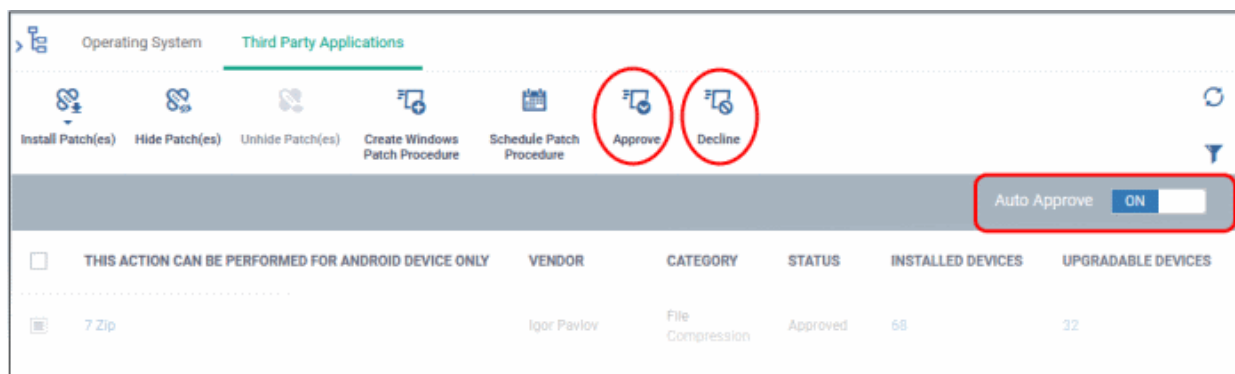 Operating System Third Party Applications
Install Patch(es) Hide Patch(es) Unhide Patch(es) Create Windows Patch Procedure Schedule Patch Procedure Approve Decline
Auto Approve ON
THIS ACTION CAN BE PERFORMED FOR ANDROID DEVICE ONLY VENDOR CATEGORY STATUS INSTALLED DEVICES UPGRADABLE DEVICES
7 Zip Igor Pavlov File Compression Approved 68 32